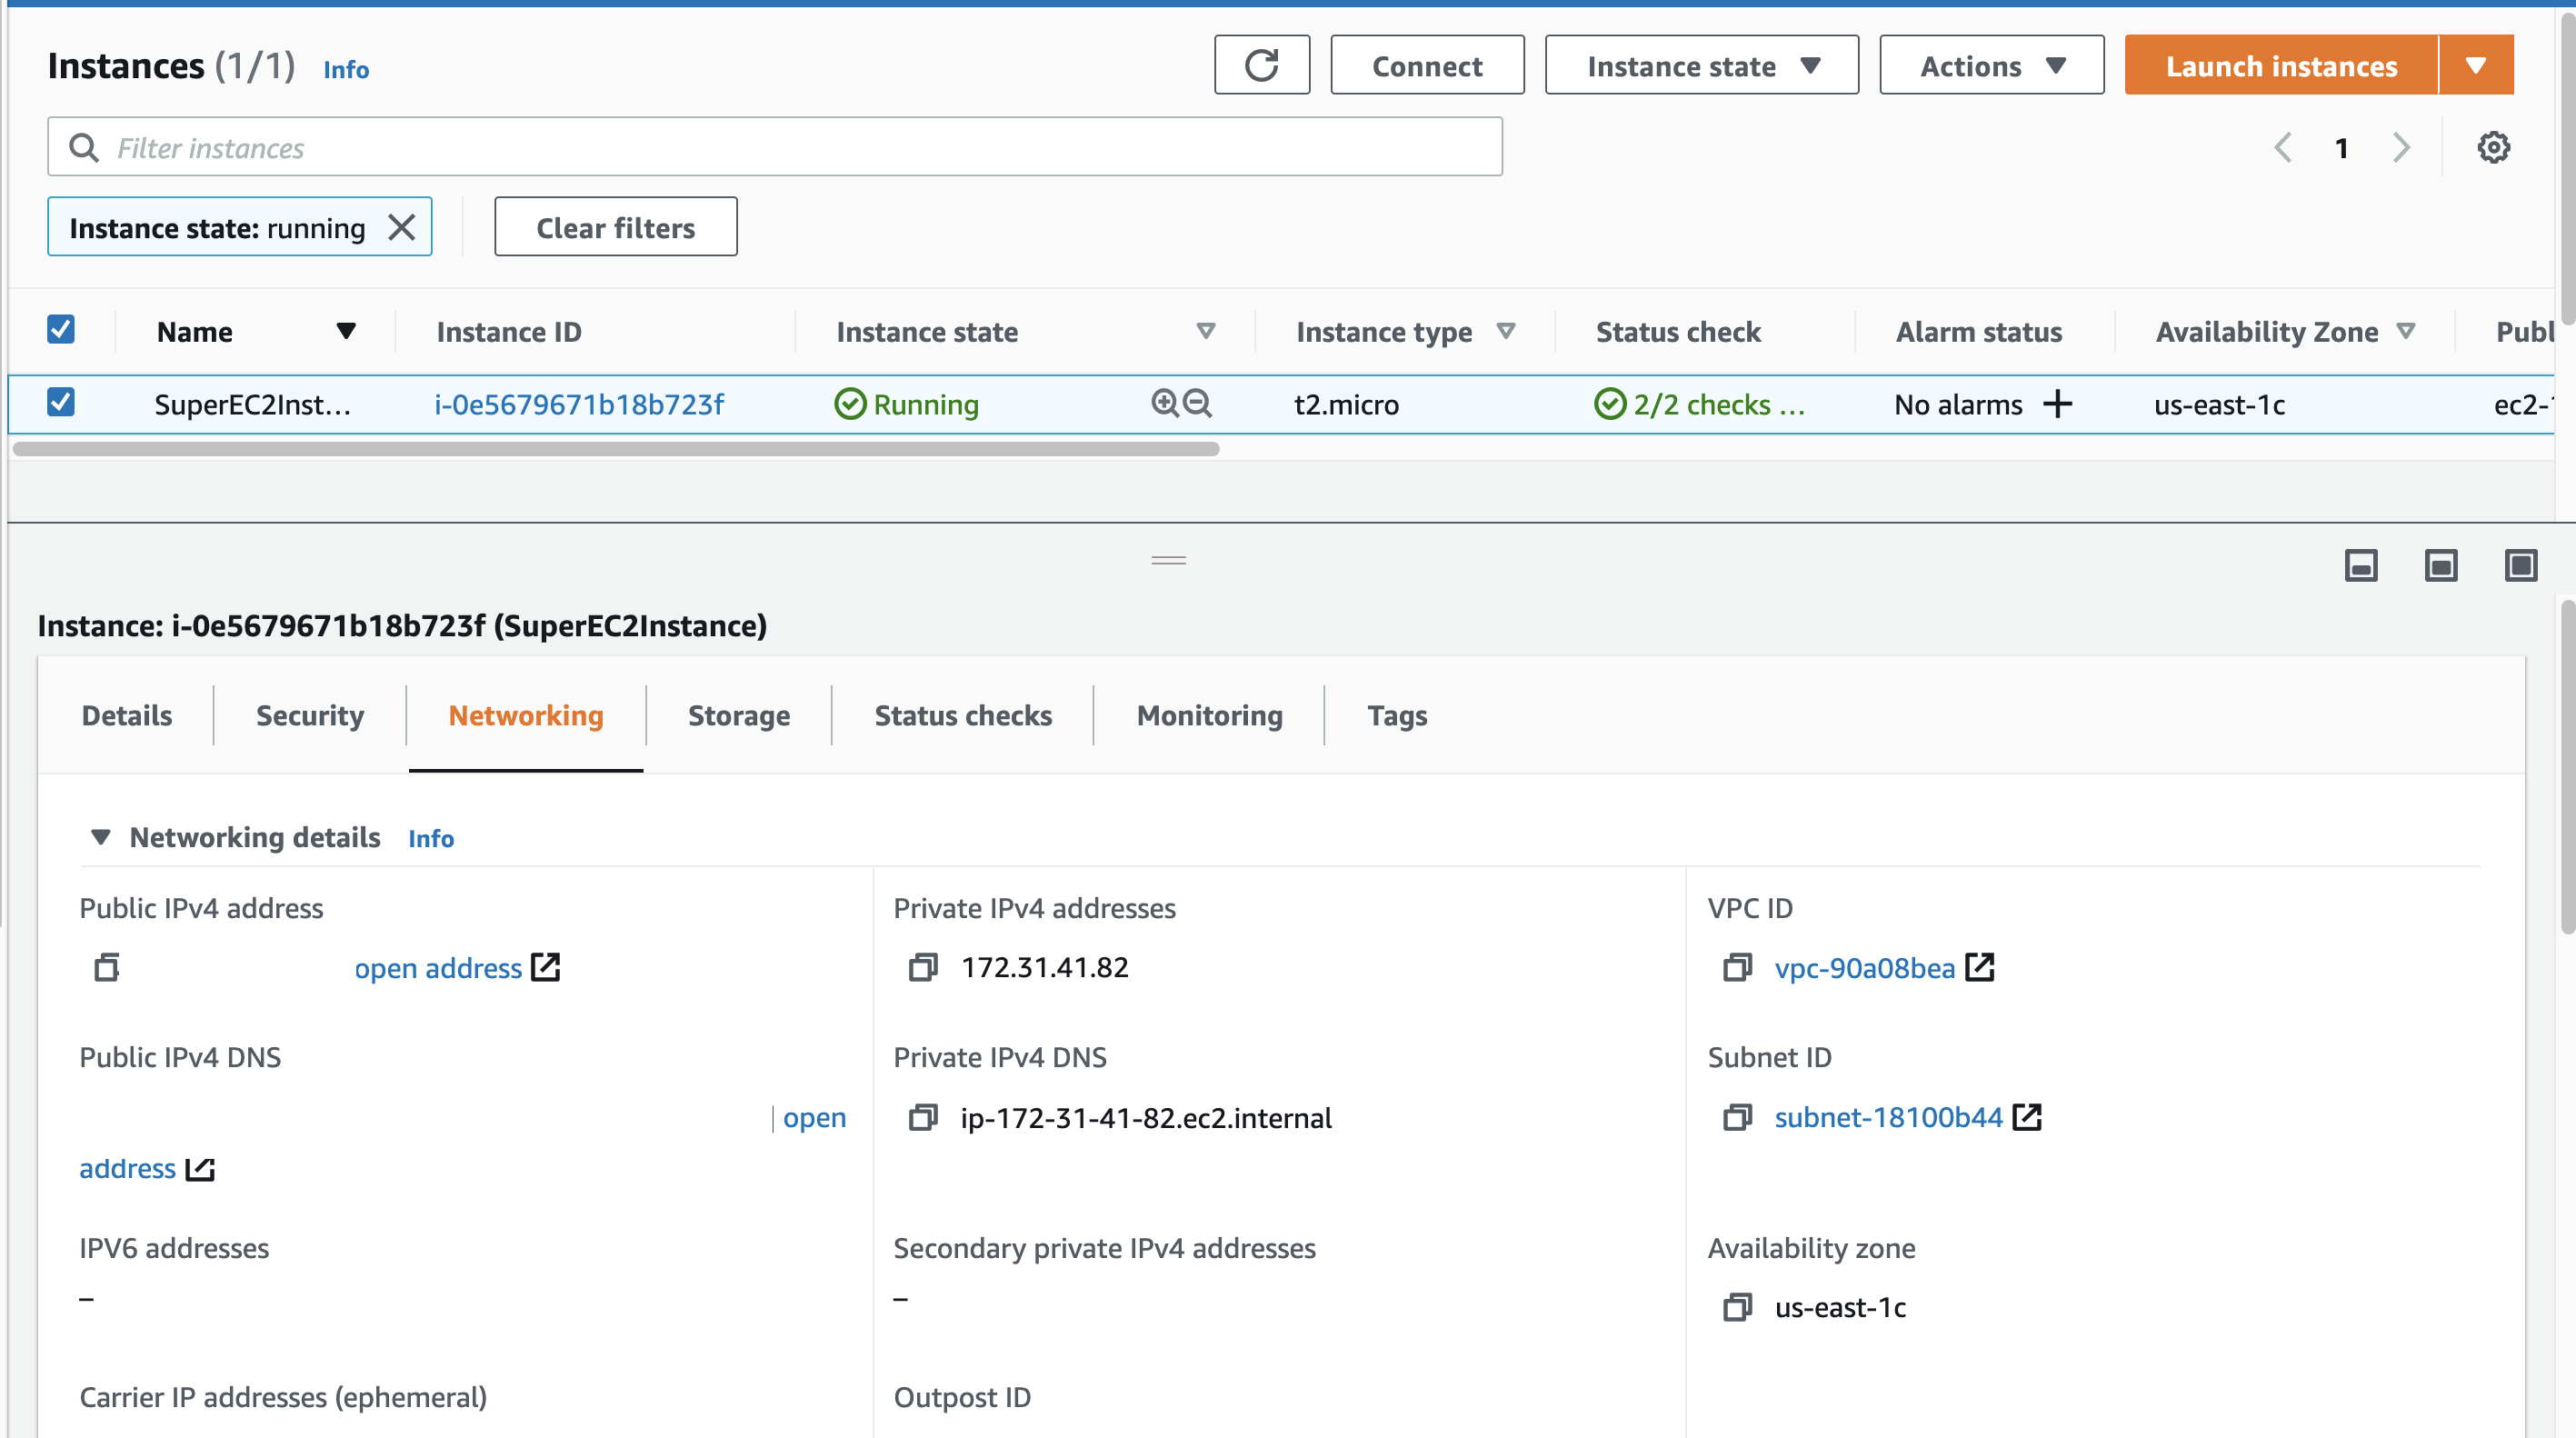 Instances (1/1) Info
Connect
Instance state
Actions
Launch instances
Filter instances
1
Instance state: running
Clear filters
Name Instance ID Instance state Instance type Status check Alarm status Availability Zone Publ
SuperEC2Inst... i-0e5679671b18b723f Running t2.micro 2/2 checks ... No alarms us-east-1c ec2-
Instance: i-0e5679671b18b723f (SuperEC2Instance)
Details Security Networking Storage Status checks Monitoring Tags
Networking details Info
Public IPv4 address
open address
Private IPv4 addresses
172.31.41.82
VPC ID
vpc-90a08bea
Public IPv4 DNS
| open
address
Private IPv4 DNS
ip-172-31-41-82.ec2.internal
Subnet ID
subnet-18100b44
IPV6 addresses
–
Secondary private IPv4 addresses
–
Availability zone
us-east-1c
Carrier IP addresses (ephemeral)
Outpost ID